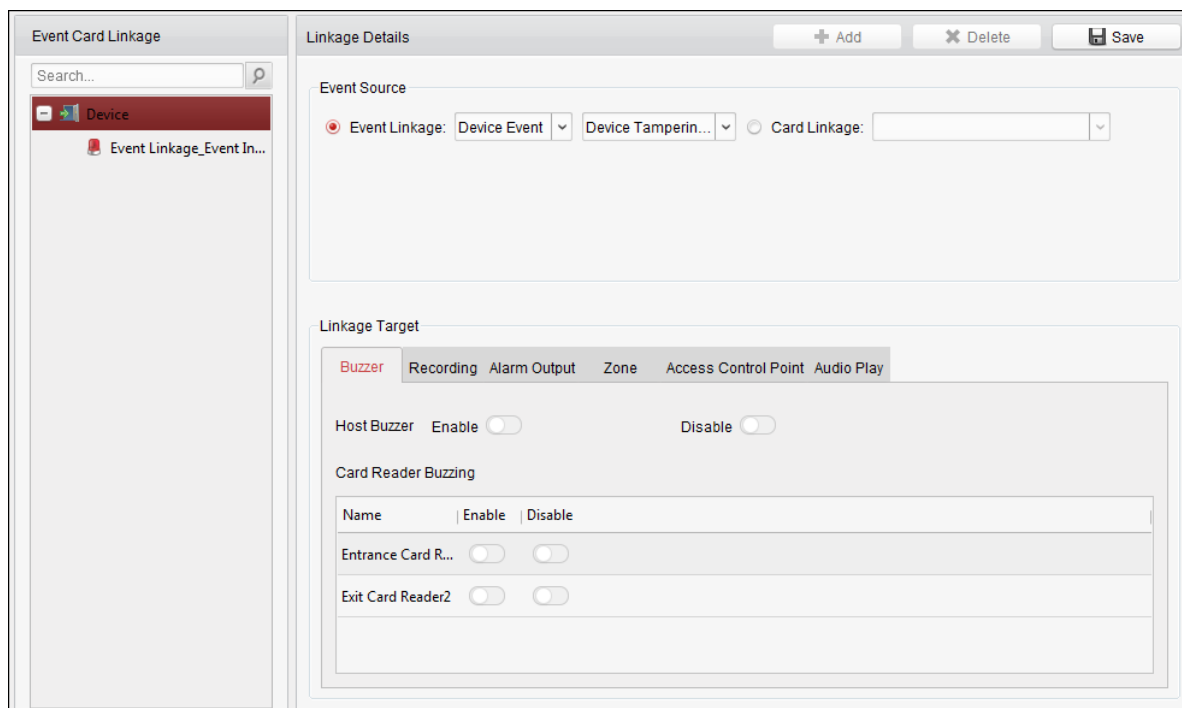 Event Card Linkage
Search...
Device
Event Linkage_Event In...
Linkage Details
Add
Delete
Save
Event Source
Event Linkage: Device Event Device Tamperin... Card Linkage:
Linkage Target
Buzzer Recording Alarm Output Zone Access Control Point Audio Play
Host Buzzer Enable Disable
Card Reader Buzzing
Name Enable Disable
Entrance Card R...
Exit Card Reader2